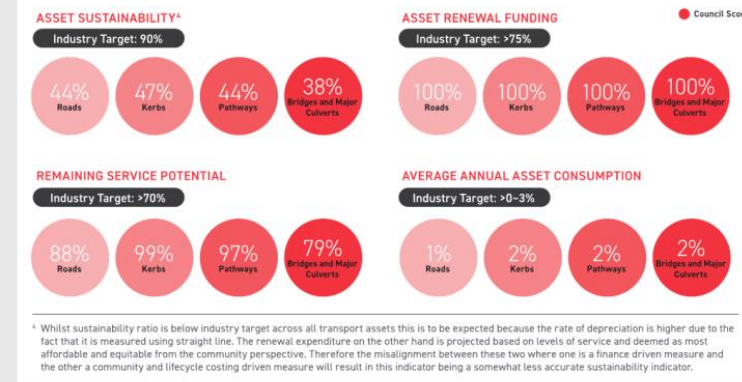 ASSET SUSTAINABILITY⁴
Industry Target: 90%
44%
Roads
47%
Kerbs
44%
Pathways
38%
Bridges and Major
Culverts
ASSET RENEWAL FUNDING
Council Scor
Industry Target: >75%
100%
Roads
100%
Kerbs
100%
Pathways
100%
Bridges and Major
Culverts
REMAINING SERVICE POTENTIAL
Industry Target: >70%
88%
Roads
99%
Kerbs
97%
Pathways
79%
Bridges and Major
Culverts
AVERAGE ANNUAL ASSET CONSUMPTION
Industry Target: >0–3%
1%
Roads
2%
Kerbs
2%
Pathways
2%
Bridges and Major
Culverts
⁴ Whilst sustainability ratio is below industry target across all transport assets this is to be expected because the rate of depreciation is higher due to the
fact that it is measured using straight line. The renewal expenditure on the other hand is projected based on levels of service and deemed as most
affordable and equitable from the community perspective. Therefore the misalignment between these two where one is a finance driven measure and
the other a community and lifecycle costing driven measure will result in this indicator being a somewhat less accurate sustainability indicator.